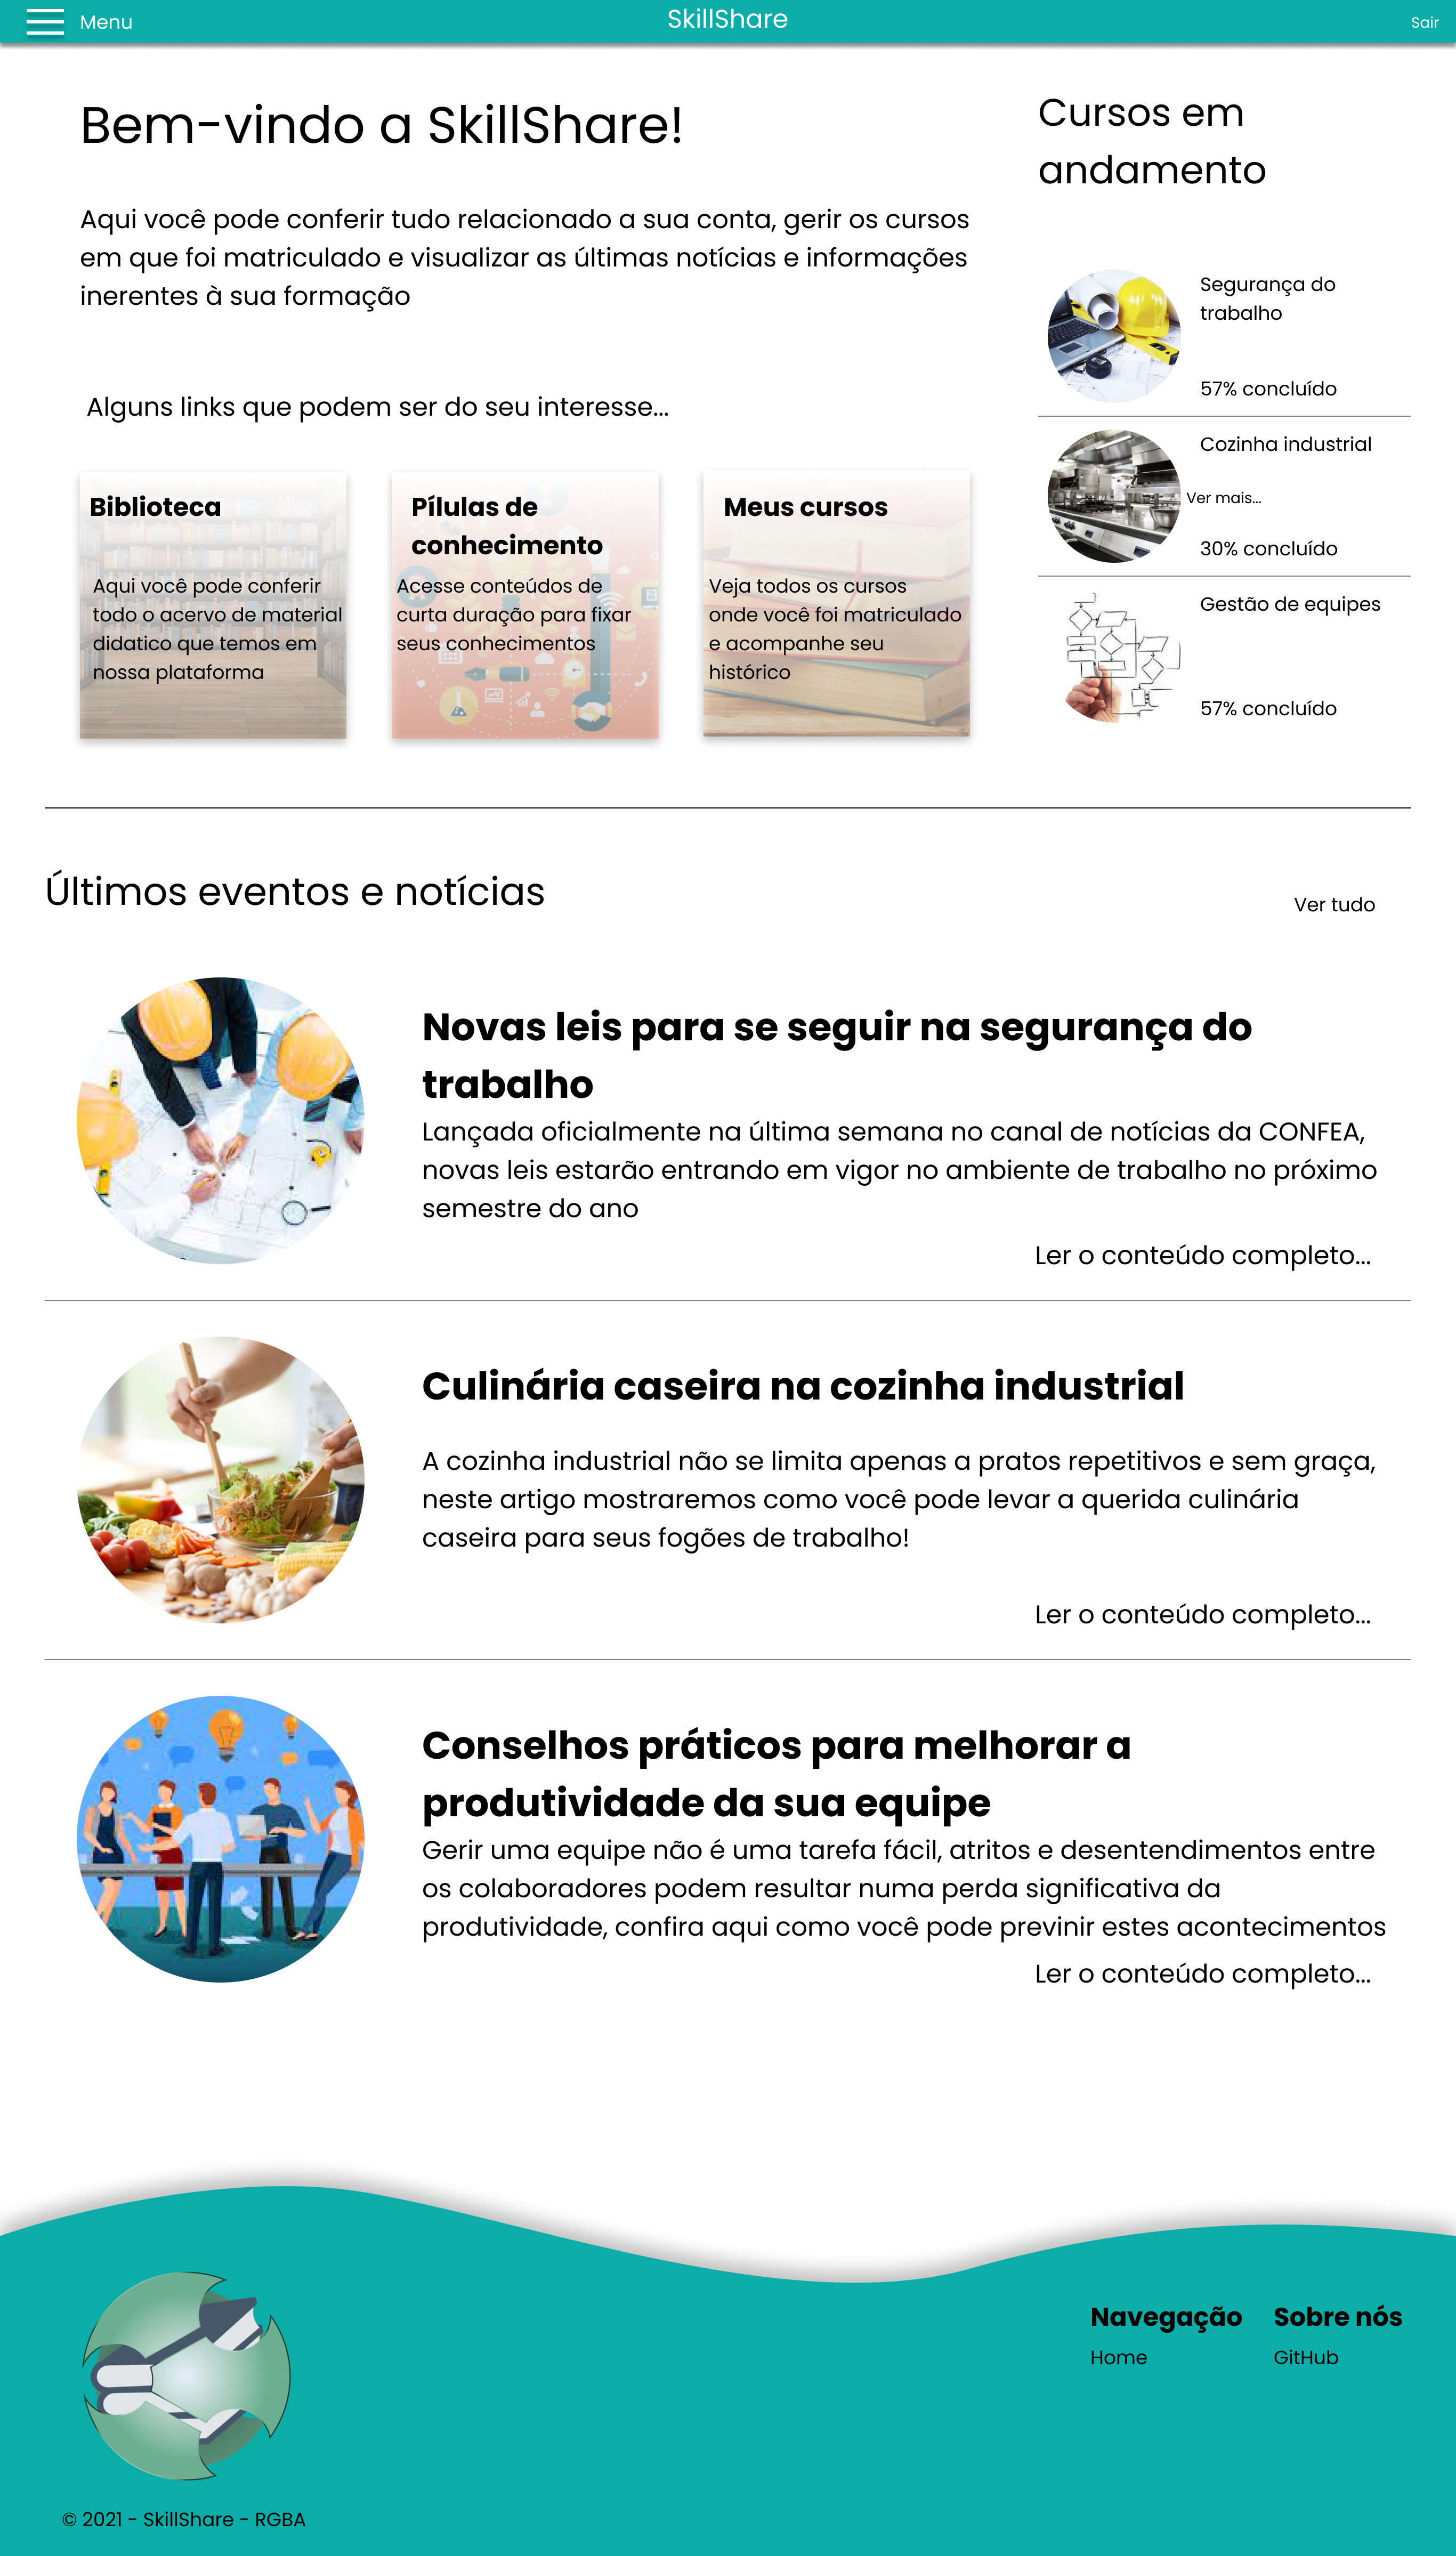 Menu
SkillShare
Sair
Bem-vindo a SkillShare!
Aqui você pode conferir tudo relacionado a sua conta, gerir os cursos
em que foi matriculado e visualizar as últimas notícias e informações
inerentes à sua formação
Alguns links que podem ser do seu interesse...
Biblioteca
Aqui você pode conferir
todo o acervo de material
didatico que temos em
nossa plataforma
Pílulas de
conhecimento
Acesse conteúdos de
curta duração para fixar
seus conhecimentos
Meus cursos
Veja todos os cursos
onde você foi matriculado
e acompanhe seu
histórico
Cursos em
andamento
Segurança do
trabalho
57% concluído
Cozinha industrial
Ver mais...
30% concluído
Gestão de equipes
57% concluído
Últimos eventos e notícias
Ver tudo
Novas leis para se seguir na segurança do
trabalho
Lançada oficialmente na última semana no canal de notícias da CONFEA,
novas leis estarão entrando em vigor no ambiente de trabalho no próximo
semestre do ano
Ler o conteúdo completo...
Culinária caseira na cozinha industrial
A cozinha industrial não se limita apenas a pratos repetitivos e sem graça,
neste artigo mostraremos como você pode levar a querida culinária
caseira para seus fogões de trabalho!
Ler o conteúdo completo...
Conselhos práticos para melhorar a
produtividade da sua equipe
Gerir uma equipe não é uma tarefa fácil, atritos e desentendimentos entre
os colaboradores podem resultar numa perda significativa da
produtividade, confira aqui como você pode previnir estes acontecimentos
Ler o conteúdo completo...
Navegação
Home
Sobre nós
GitHub
© 2021 - SkillShare - RGBA